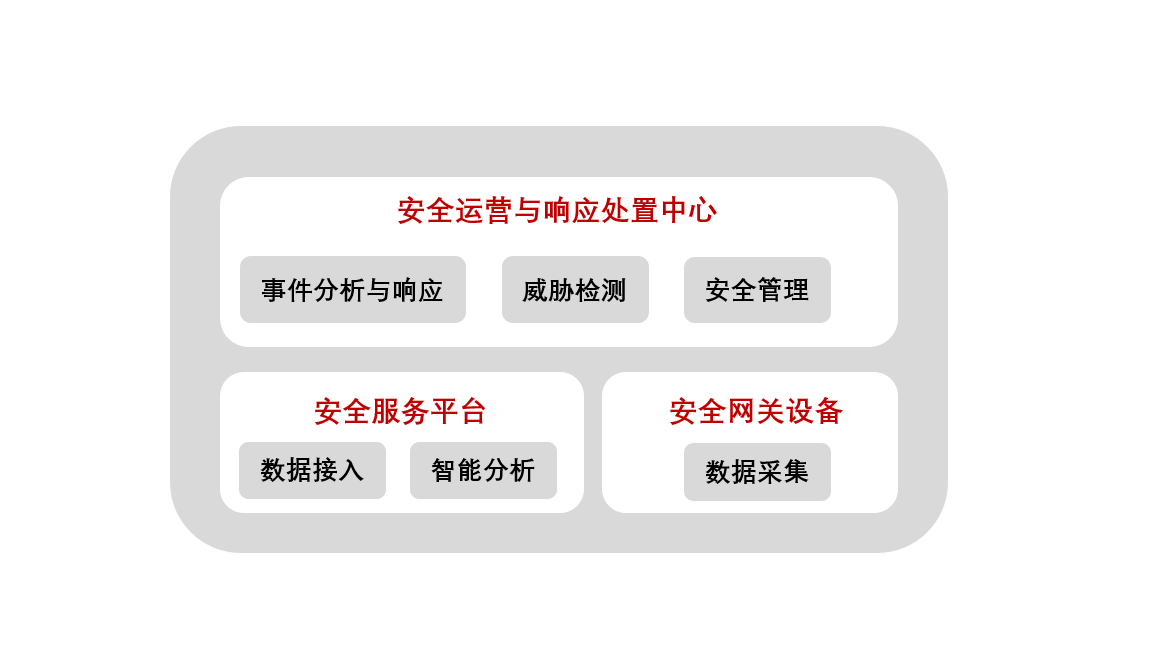 安全运营与响应处置中心
事件分析与响应 威胁检测 安全管理
安全服务平台
数据接入 智能分析
安全网关设备
数据采集